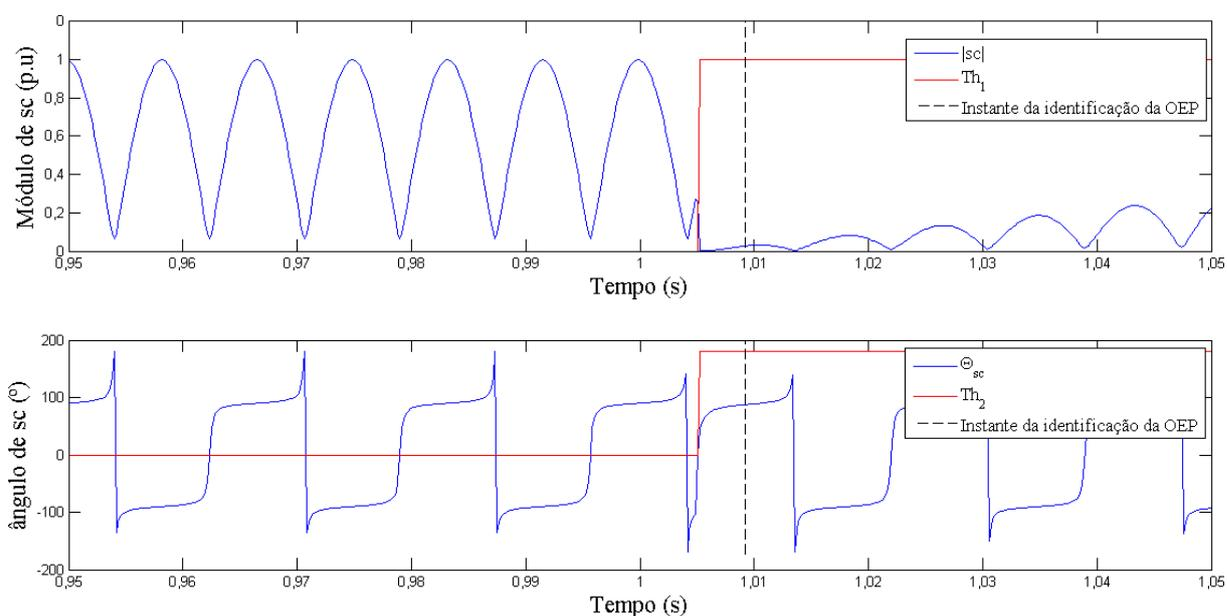 Módulo de sc (p.u)
0
1
0,8
0,6
0,4
0,2
0
|sc|
Th1
Instante da identificação da OEP
0,95 0,96 0,97 0,98 0,99 1 1,01 1,02 1,03 1,04 1,05
Tempo (s)
ângulo de sc (º)
200
100
0
-100
-200
Θsc
Th2
Instante da identificação da OEP
0,95 0,96 0,97 0,98 0,99 1 1,01 1,02 1,03 1,04 1,05
Tempo (s)